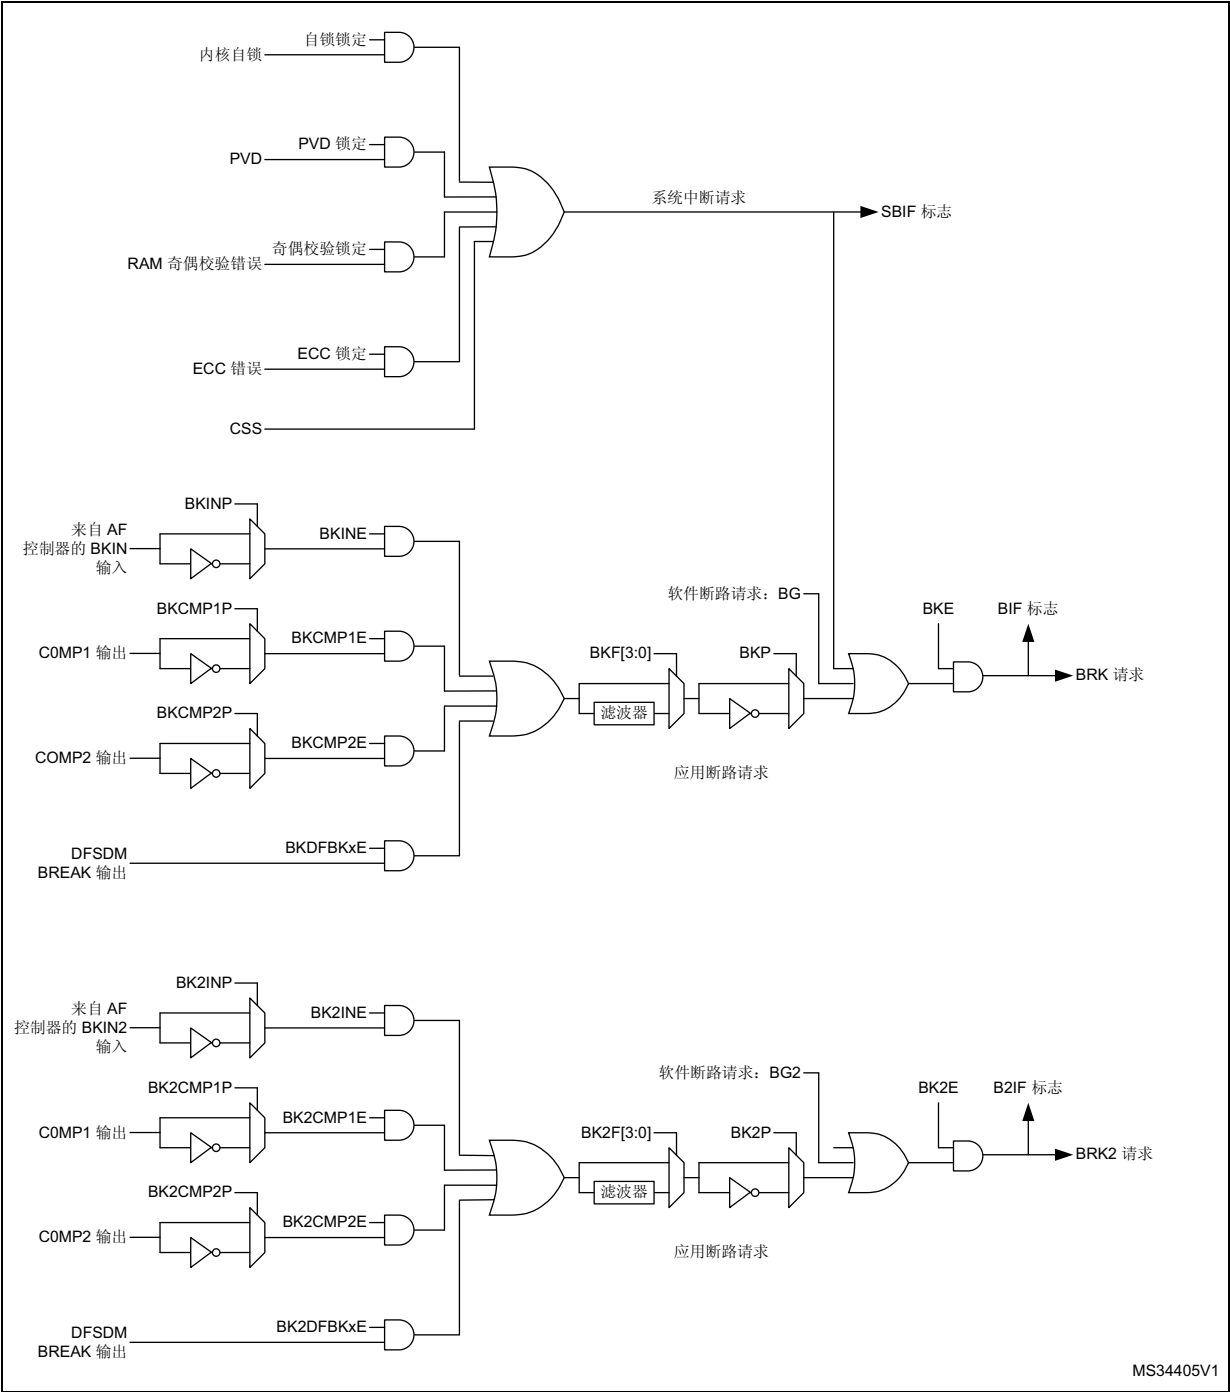 自锁锁定
内核自锁
PVD 锁定
PVD
系统中断请求
SBIF 标志
奇偶校验锁定
RAM 奇偶校验错误
ECC 锁定
ECC 错误
CSS
BKINP
来自 AF
控制器的 BKIN
输入
BKINE
BKCMP1P
C0MP1 输出
BKCMP1E
BKCMP2P
COMP2 输出
BKCMP2E
DFSDM
BREAK 输出
BKDFBKxE
软件断路请求：BG
BKF[3:0]
BKP
滤波器
应用断路请求
BKE
BIF 标志
BRK 请求
BK2INP
来自 AF
控制器的 BKIN2
输入
BK2INE
BK2CMP1P
C0MP1 输出
BK2CMP1E
BK2CMP2P
C0MP2 输出
BK2CMP2E
DFSDM
BREAK 输出
BK2DFBKxE
软件断路请求：BG2
BK2F[3:0]
BK2P
滤波器
应用断路请求
BK2E
B2IF 标志
BRK2 请求
MS34405V1